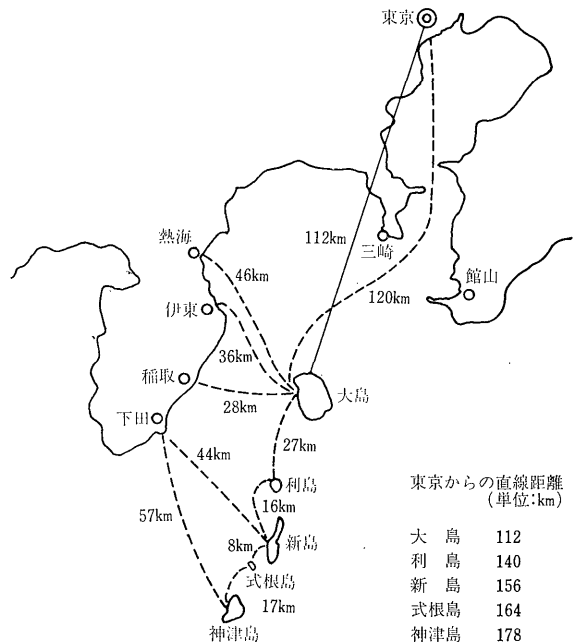 東京
熱海
112km
三崎
46km
館山
伊東
120km
36km
稲取
大島
28km
下田
27km
44km
利島
東京からの直線距離
(単位:km)
57km
16km
新島
8km
大 島 112
式根島
利 島 140
17km
新 島 156
神津島
式根島 164
神津島 178